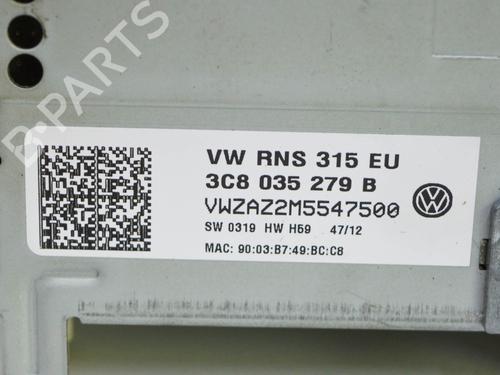 B-PARTS
VW RNS 315 EU
3C8 035 279 B
VWZAZ2M5547500
SW 0319 HW H59 47/12
MAC: 90:03:B7:49:BC:C8